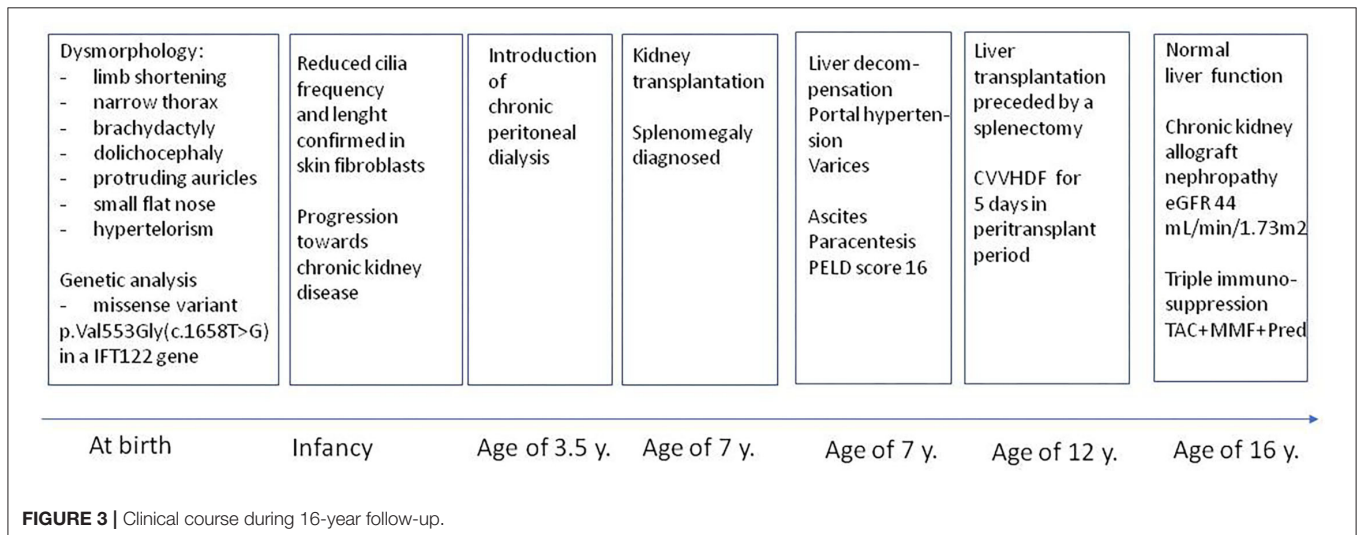 Dysmorphology:
- limb shortening
- narrow thorax
- brachydactyly
- dolichocephaly
- protruding auricles
- small flat nose
- hypertelorism
Genetic analysis
- missense variant
p.Val553Gly(c.1658T>G)
in a IFT122 gene
Reduced cilia
frequency
and lenght
confirmed in
skin fibroblasts
Progression
towards
chronic kidney
disease
Introduction
of
chronic
peritoneal
dialysis
Kidney
transplantation
Splenomegaly
diagnosed
Liver decom-
pensation
Portal hyperten-
sion
Varices
Ascites
Paracentesis
PELD score 16
Liver
transplantation
preceded by a
splenectomy
CVVHDF for
5 days in
peritransplant
period
Normal
liver function
Chronic kidney
allograft
nephropathy
eGFR 44
mL/min/1.73m2
Triple immuno-
suppression
TAC+MMF+Pred
At birth
Infancy
Age of 3.5 y.
Age of 7 y.
Age of 7 y.
Age of 12 y.
Age of 16 y.
FIGURE 3 | Clinical course during 16-year follow-up.